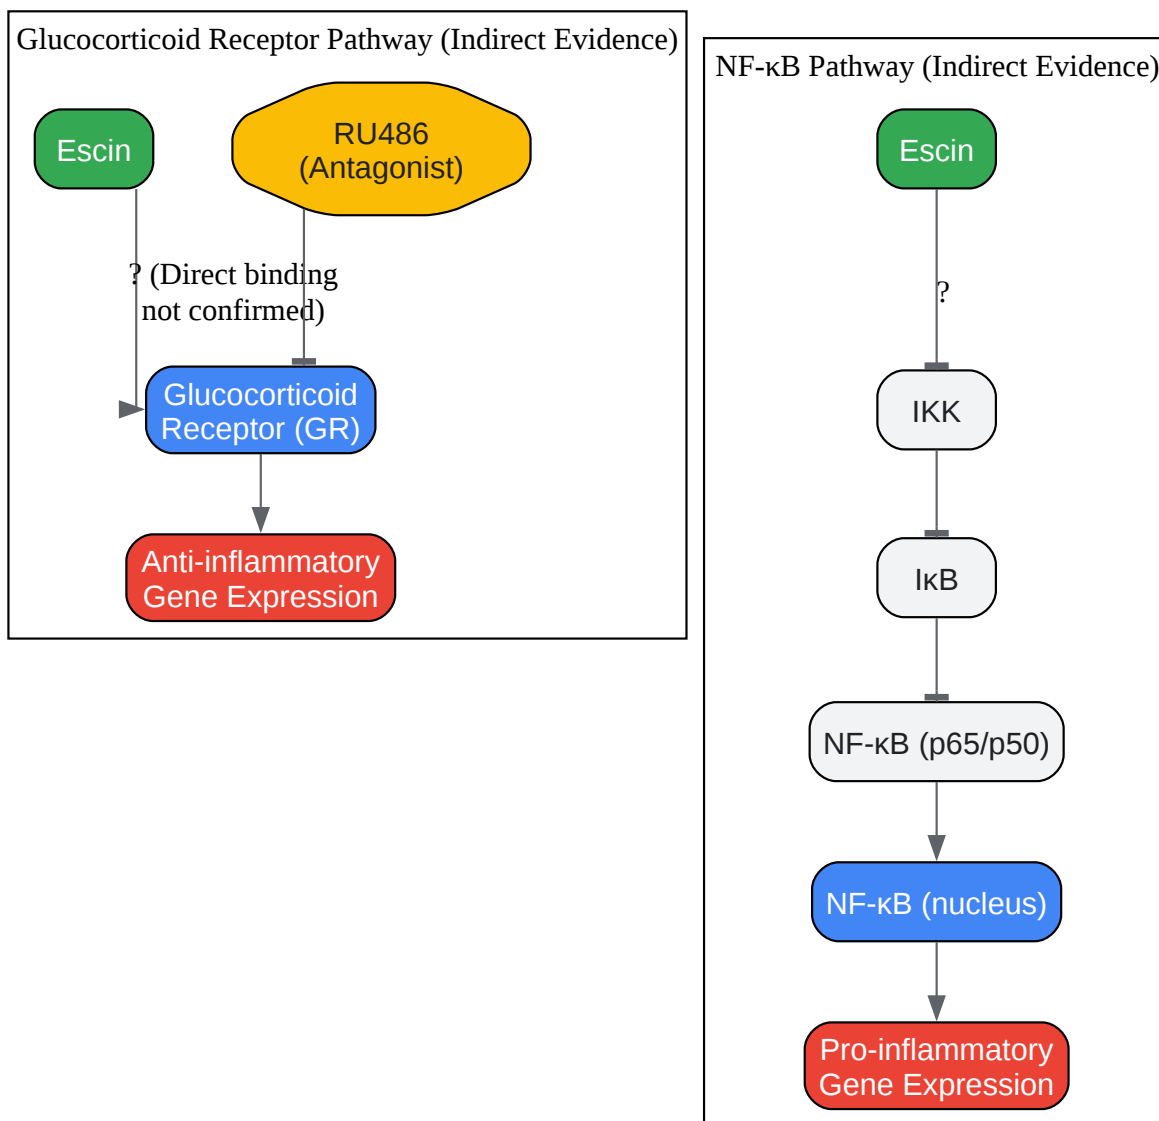 Glucocorticoid Receptor Pathway (Indirect Evidence)
Escin
RU486
(Antagonist)
? (Direct binding
not confirmed)
Glucocorticoid
Receptor (GR)
Anti-inflammatory
Gene Expression
NF-κB Pathway (Indirect Evidence)
Escin
?
IKK
IκB
NF-κB (p65/p50)
NF-κB (nucleus)
Pro-inflammatory
Gene Expression